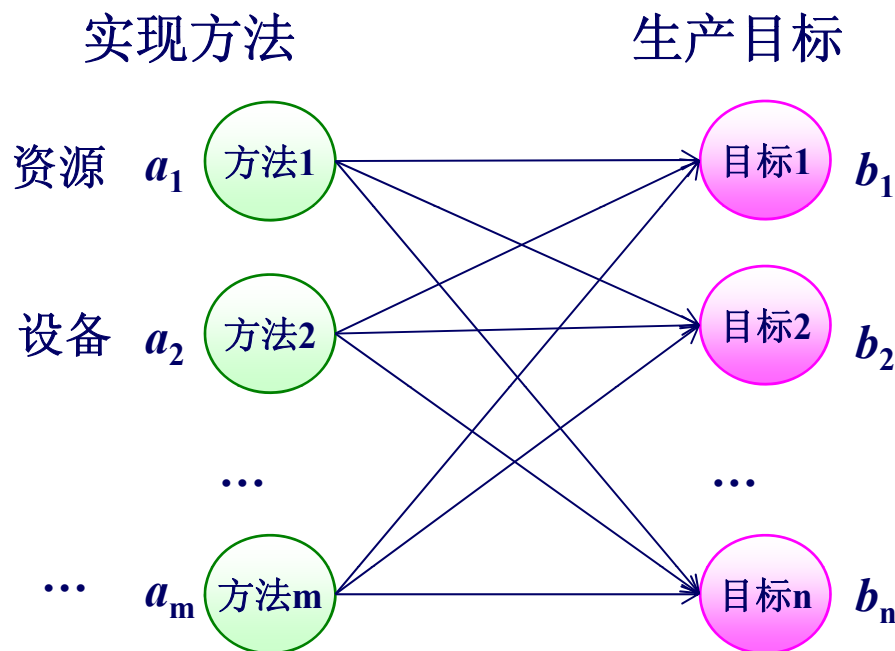 实现方法 生产目标
资源 a₁ 方法1 目标1 b₁
设备 a₂ 方法2 目标2 b₂
… …
… aₘ 方法m 目标n bₙ